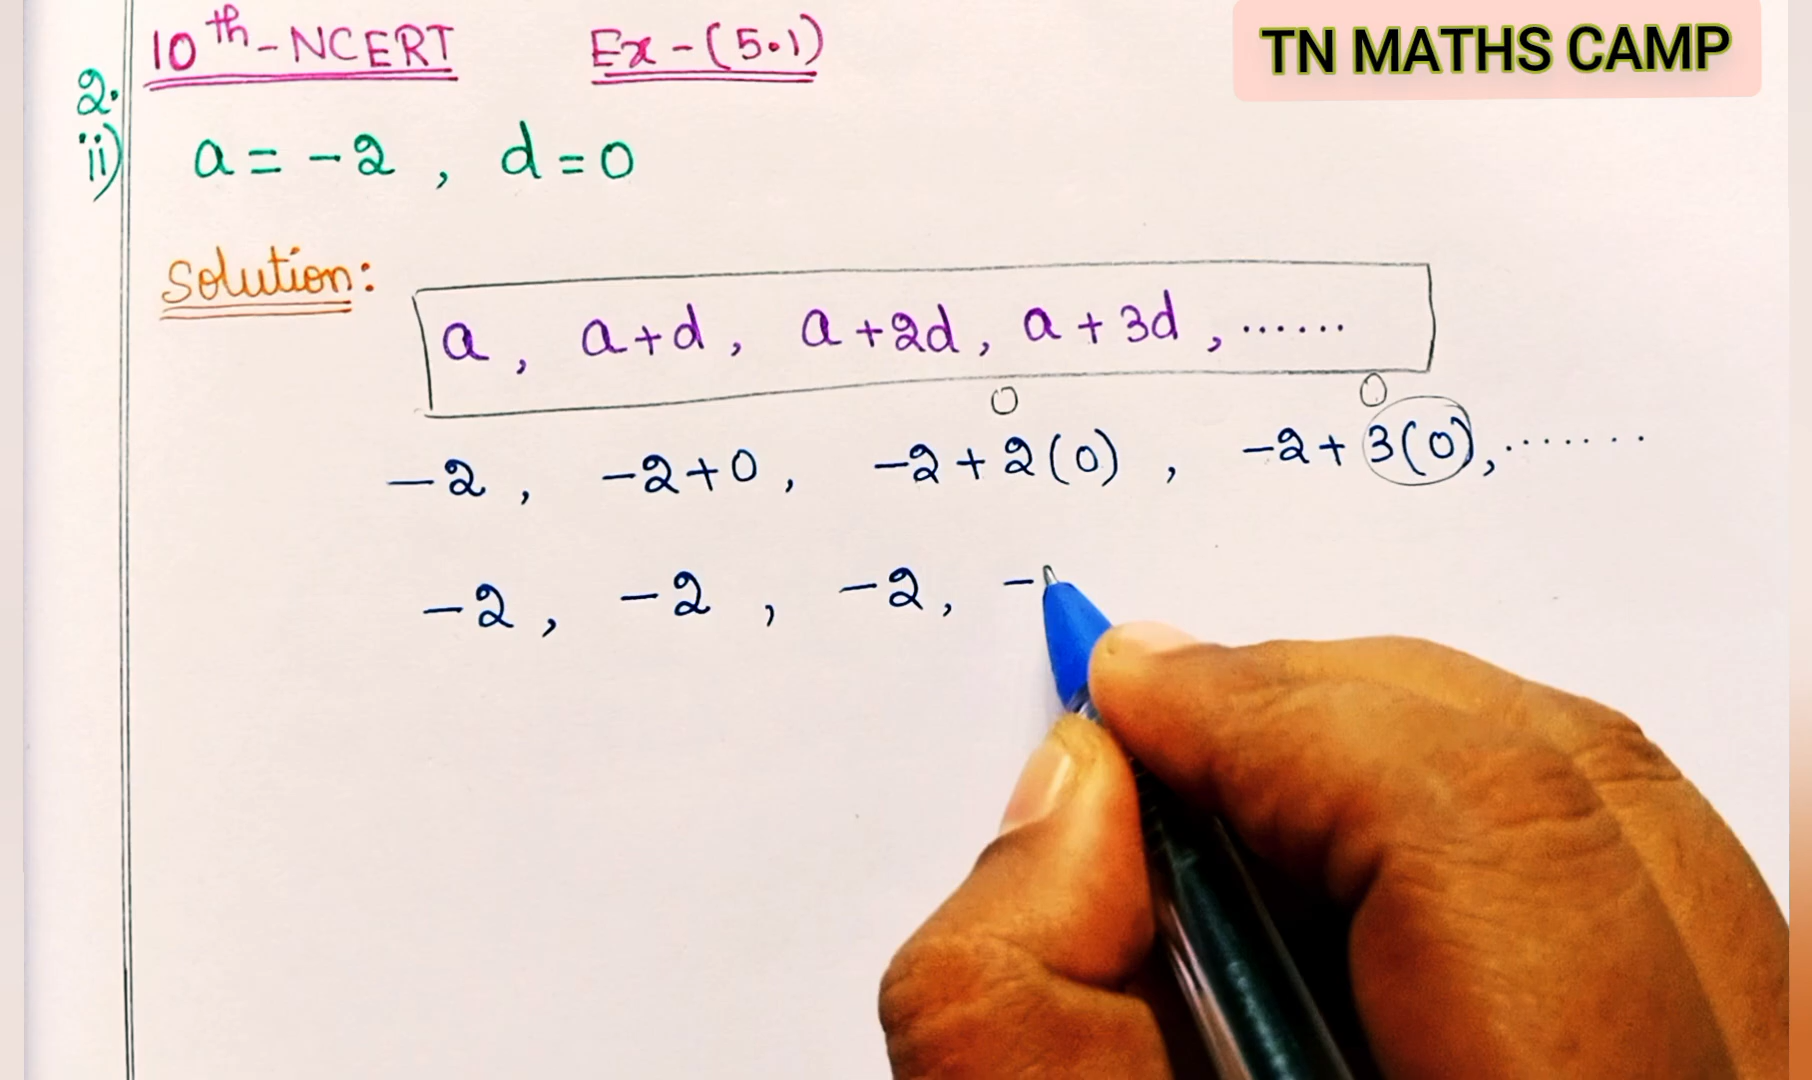 10th-NCERT Ex-(5.1)
TN MATHS CAMP
2.
ii) a = -2 , d = 0
Solution:
a , a+d , a+2d , a+3d , ......
0 0
-2 , -2+0 , -2+2(0) , -2+3(0), .......
-2 , -2 , -2 , -